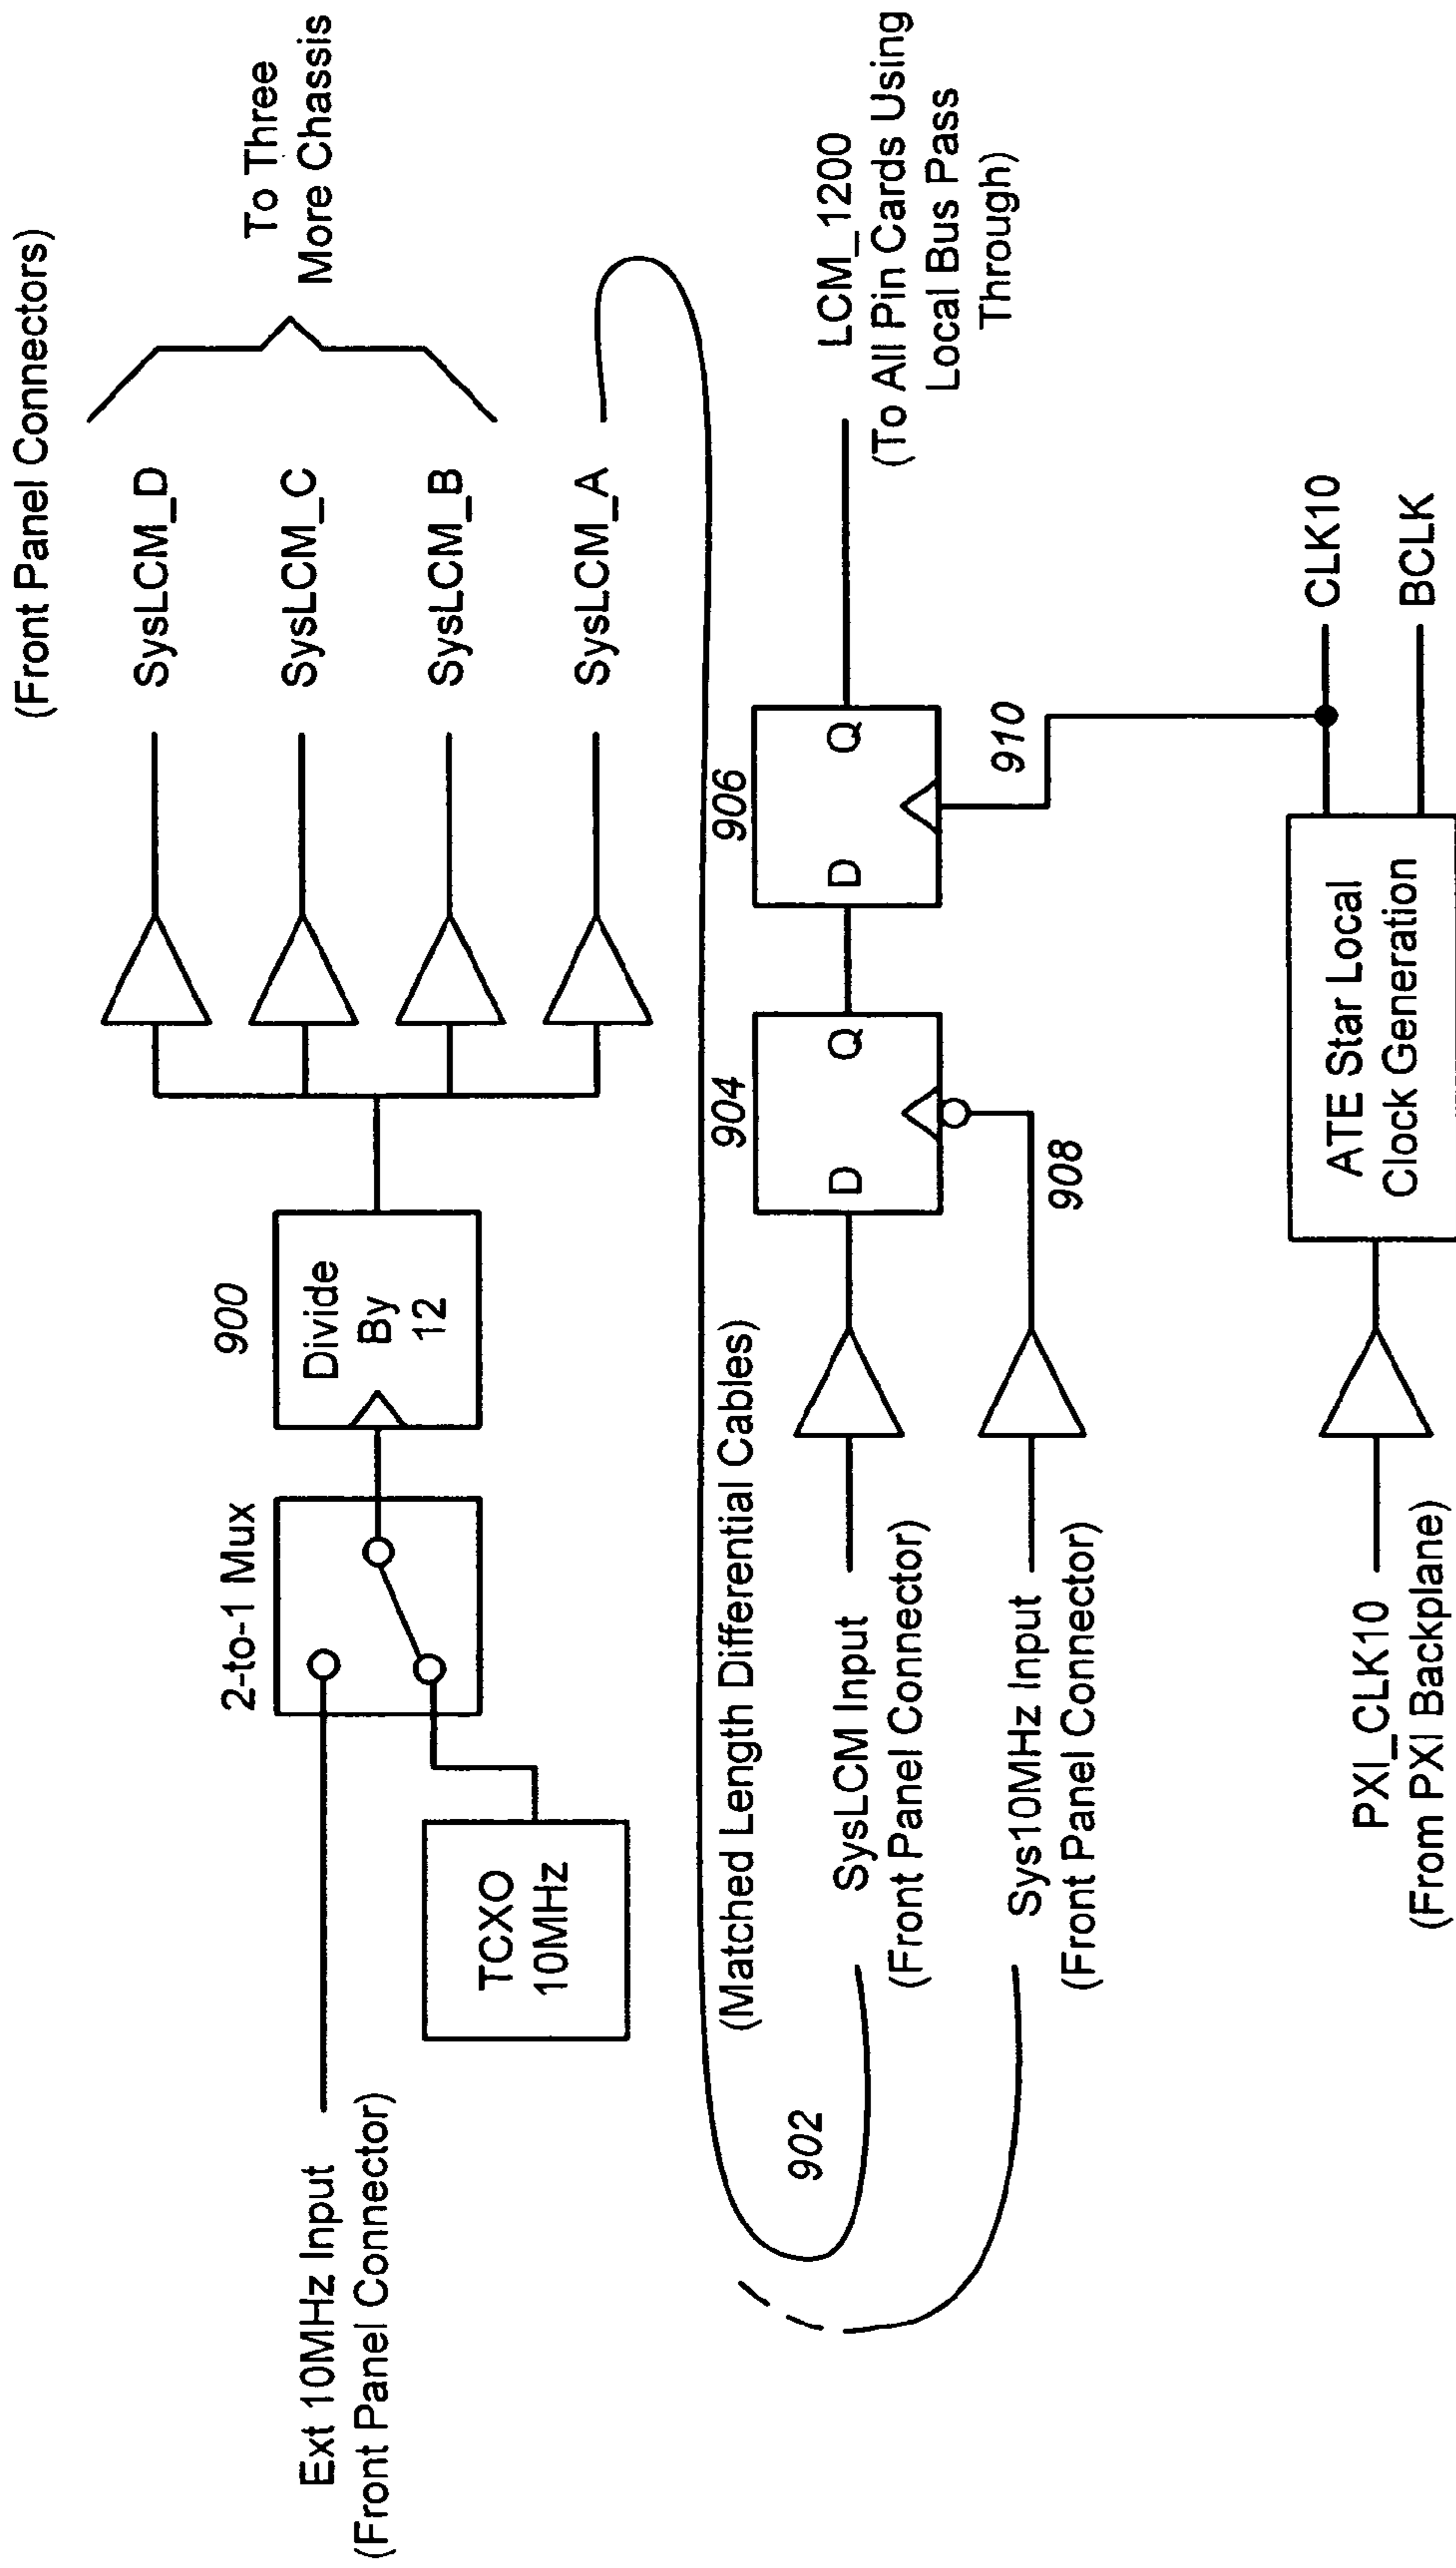 (Front Panel Connectors)
To Three
More Chassis
SysLCM_D
SysLCM_C
SysLCM_B
SysLCM_A
900
Divide
By
12
2-to-1 Mux
TCXO
10MHz
Ext 10MHz Input
(Front Panel Connector)
(Matched Length Differential Cables)
902
SysLCM Input
(Front Panel Connector)
Sys10MHz Input
(Front Panel Connector)
904
D
Q
908
906
D
Q
910
LCM_1200
(To All Pin Cards Using
Local Bus Pass
Through)
PXI_CLK10
(From PXI Backplane)
ATE Star Local
Clock Generation
CLK10
BCLK